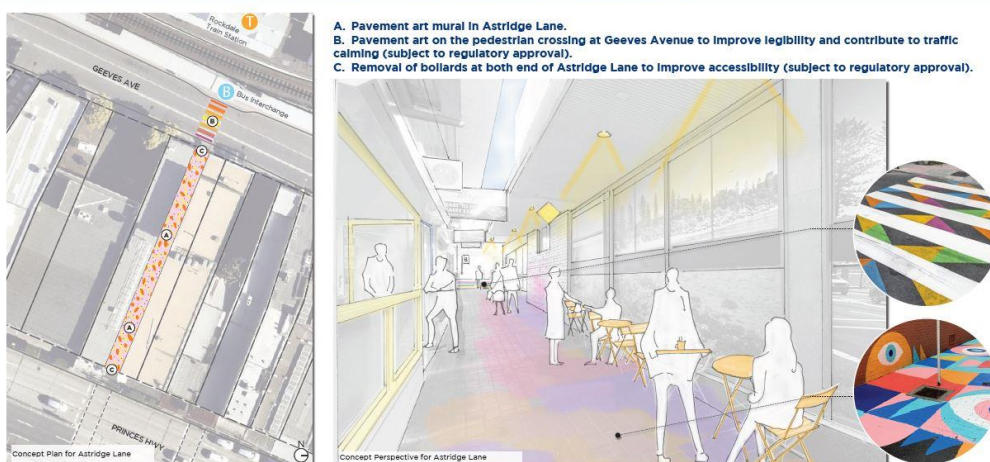 A. Pavement art mural in Astridge Lane.
B. Pavement art on the pedestrian crossing at Geeves Avenue to improve legibility and contribute to traffic
calming (subject to regulatory approval).
C. Removal of bollards at both end of Astridge Lane to improve accessibility (subject to regulatory approval).
Rockdale
Train Station
T
GEEVES AVE
B
Bus Interchange
B
C
A
A
C
PRINCES HWY
N
Concept Plan for Astridge Lane
Concept Perspective for Astridge Lane